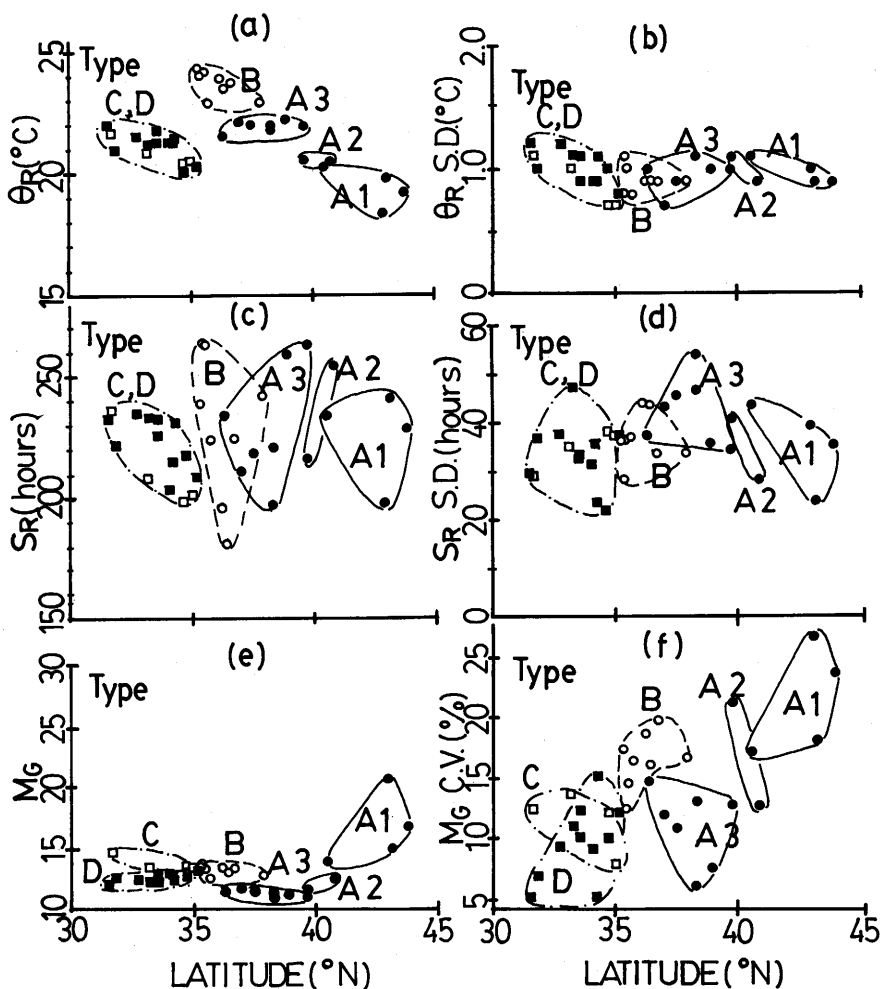 (a)
Type
C,D
B
A3
A2
A1
25
20
15
θR(°C)
(b)
Type
C,D
A3
A1
B
A2
2.0
1.0
0
θR, S.D.(°C)
(c)
Type
C,D
B
A3
A2
A1
250
200
150
SR(hours)
(d)
Type
C,D
A3
B
A2
A1
60
40
20
0
SR S.D.(hours)
(e)
Type
C
D
B
A3
A2
A1
30
25
20
15
10
MG
30 35 40 45
LATITUDE(°N)
(f)
Type
C
D
B
A3
A2
A1
25
20
15
10
5
MG C.V.(%)
30 35 40 45
LATITUDE(°N)